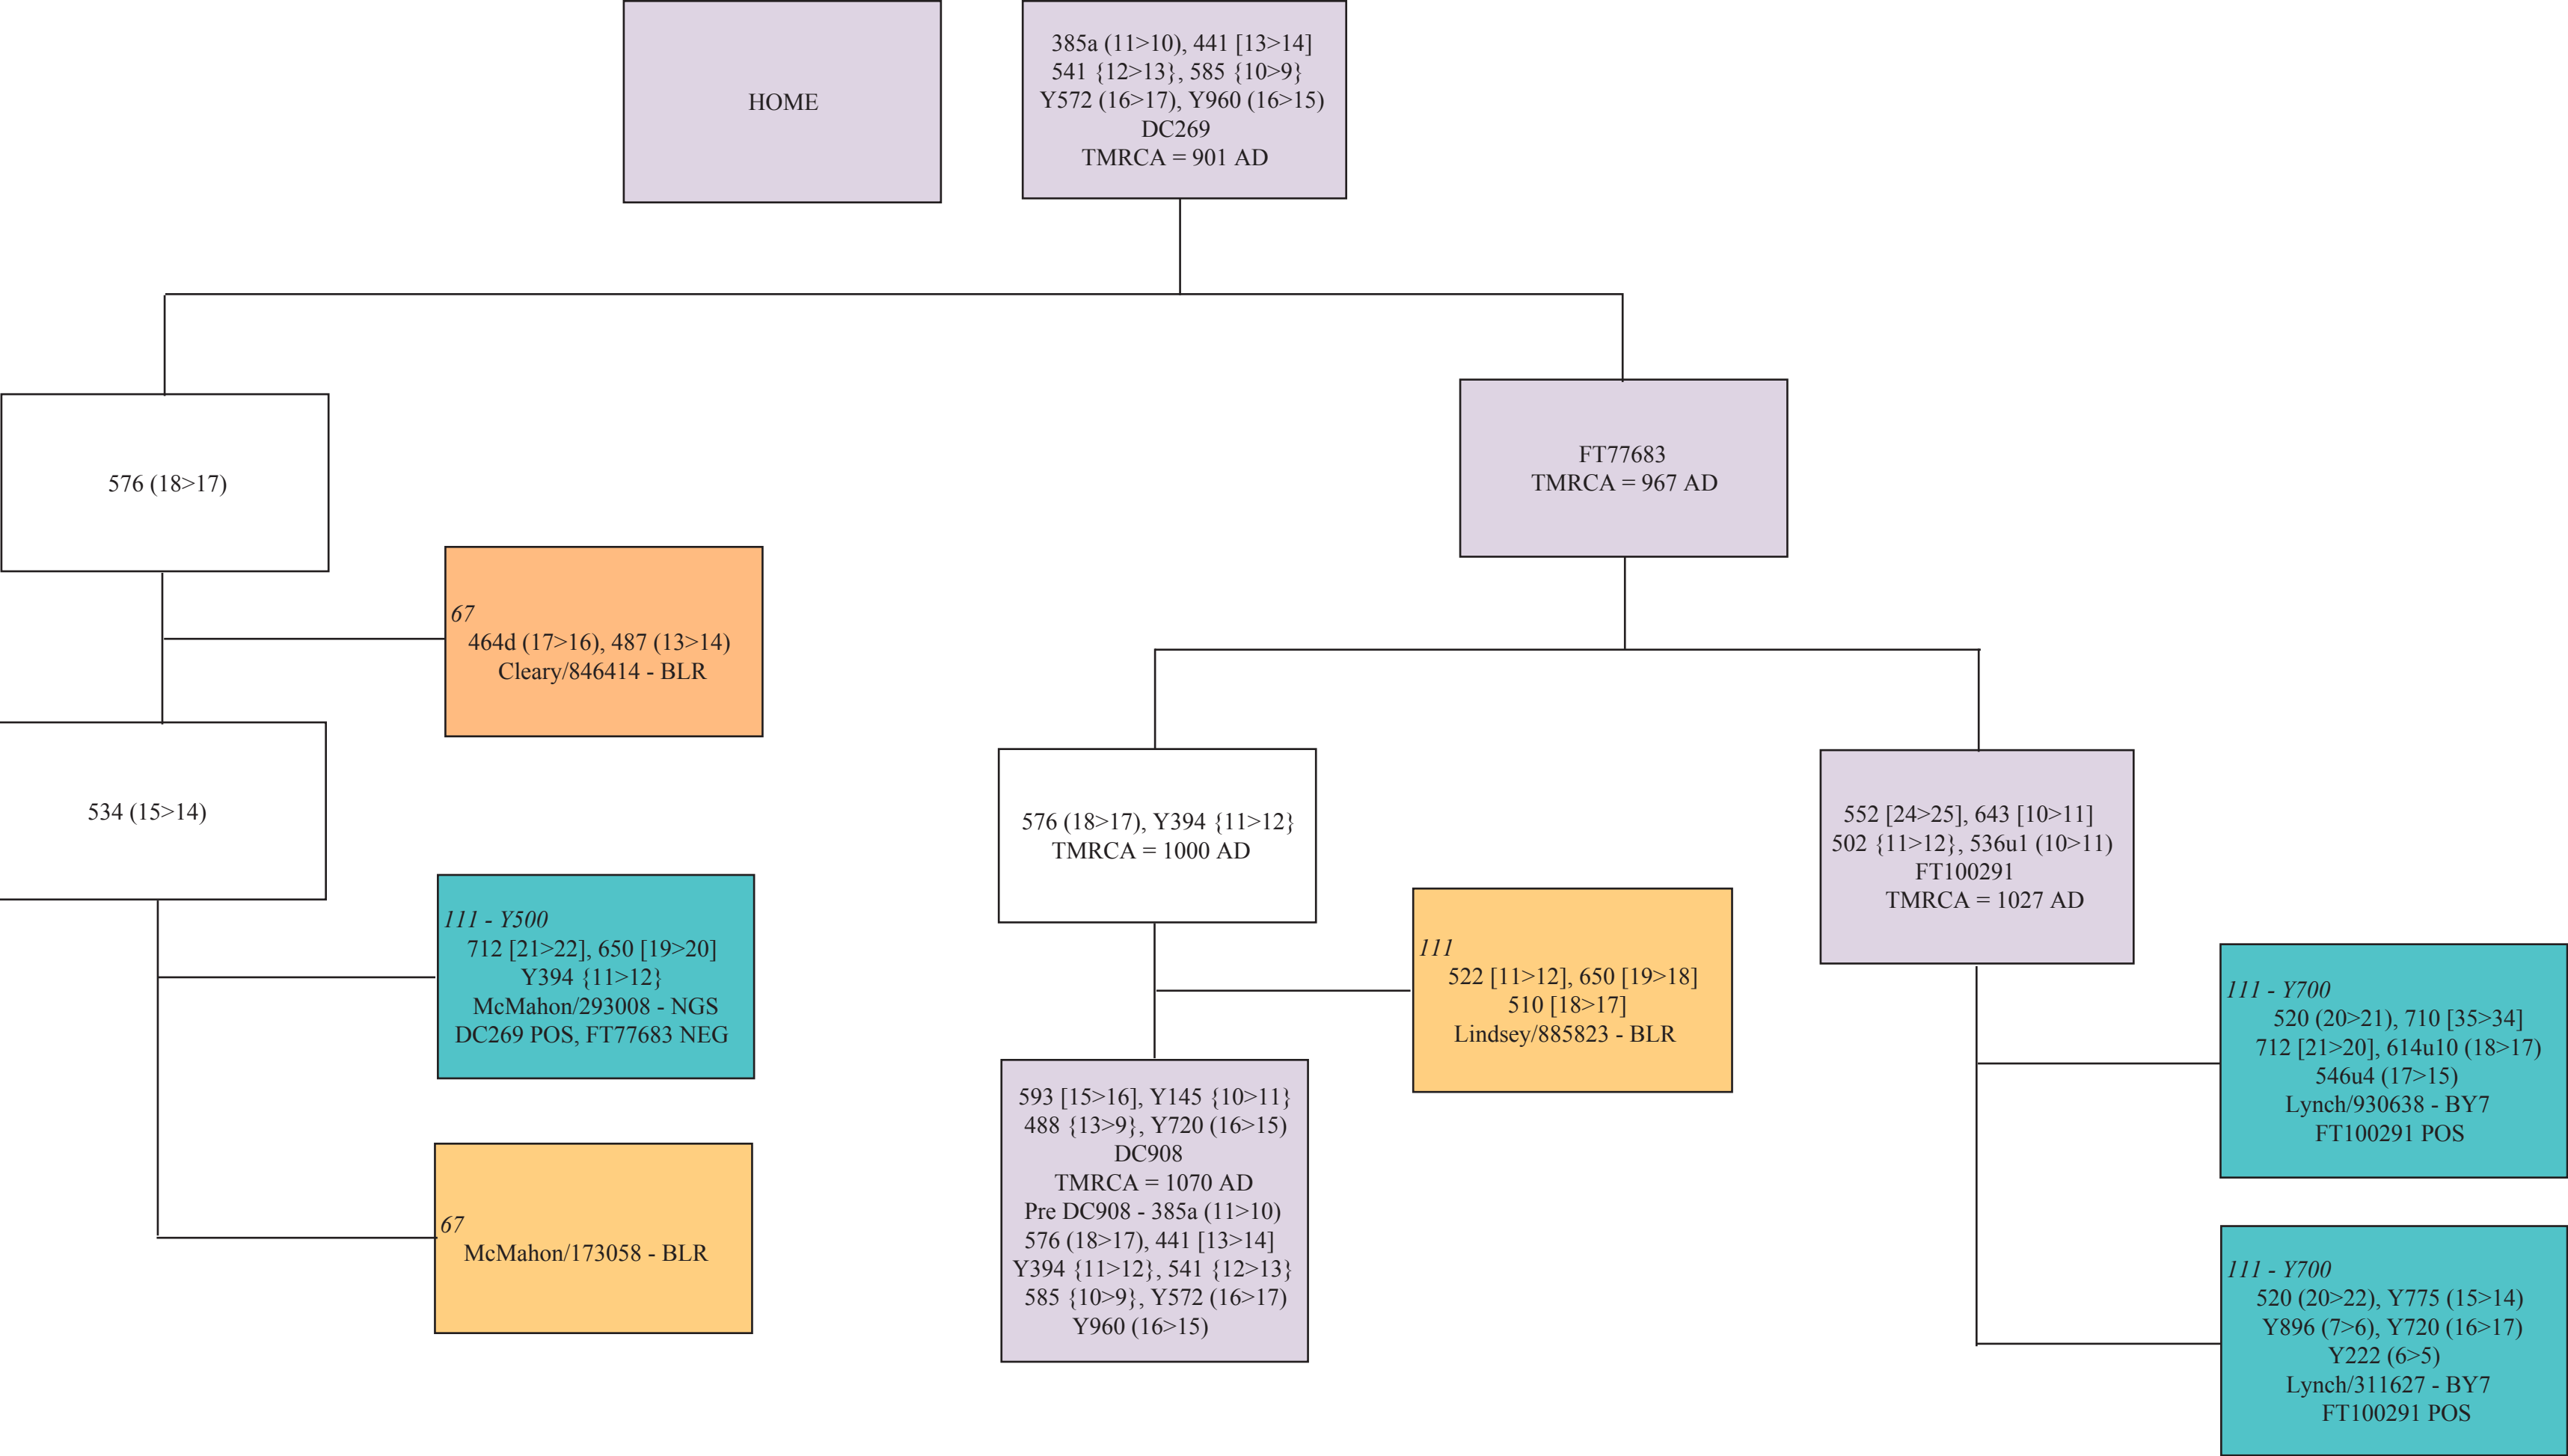 HOME
385a (11>10), 441 [13>14]
541 {12>13}, 585 {10>9}
Y572 (16>17), Y960 (16>15)
DC269
TMRCA = 901 AD
576 (18>17)
FT77683
TMRCA = 967 AD
67
464d (17>16), 487 (13>14)
Cleary/846414 - BLR
534 (15>14)
576 (18>17), Y394 {11>12}
TMRCA = 1000 AD
552 [24>25], 643 [10>11]
502 {11>12}, 536u1 (10>11)
FT100291
TMRCA = 1027 AD
111 - Y500
712 [21>22], 650 [19>20]
Y394 {11>12}
McMahon/293008 - NGS
DC269 POS, FT77683 NEG
111
522 [11>12], 650 [19>18]
510 [18>17]
Lindsey/885823 - BLR
111 - Y700
520 (20>21), 710 [35>34]
712 [21>20], 614u10 (18>17)
546u4 (17>15)
Lynch/930638 - BY7
FT100291 POS
593 [15>16], Y145 {10>11}
488 {13>9}, Y720 (16>15)
DC908
TMRCA = 1070 AD
Pre DC908 - 385a (11>10)
576 (18>17), 441 [13>14]
Y394 {11>12}, 541 {12>13}
585 {10>9}, Y572 (16>17)
Y960 (16>15)
67
McMahon/173058 - BLR
111 - Y700
520 (20>22), Y775 (15>14)
Y896 (7>6), Y720 (16>17)
Y222 (6>5)
Lynch/311627 - BY7
FT100291 POS